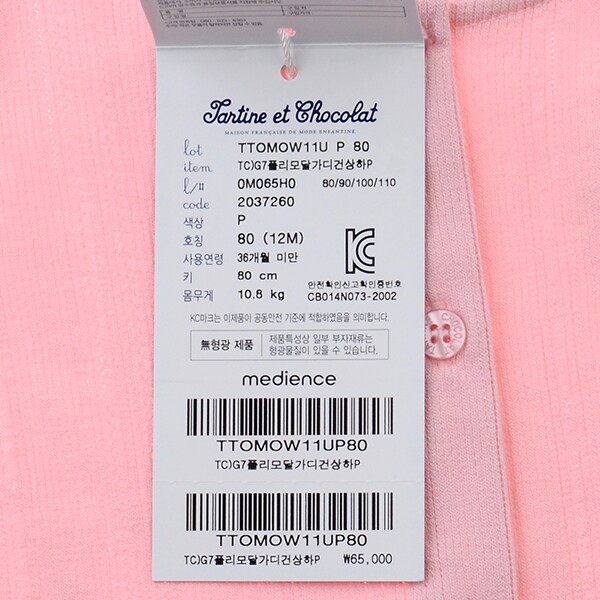 Tartine et Chocolat
MAISON FRANÇAISE DE MODE ENFANTINE
lot TTOMOW11U P 80
item TC)G7플리모달가디건상하P
l/# 0M065H0 80/90/100/110
code 2037260
색상 P
호칭 80 (12M)
사용연령 36개월 미만
키 80 cm
몸무게 10.8 kg
안전확인신고확인증번호
CB014N073-2002
KC마크는 이제품이 공동안전 기준에 적합하였음을 의미합니다.
無형광 제품 제품특성상 일부 부자재류는
형광물질이 있을 수 있습니다.
medience
TTOMOW11UP80
TC)G7플리모달가디건상하P
TTOMOW11UP80
TC)G7플리모달가디건상하P ₩65,000